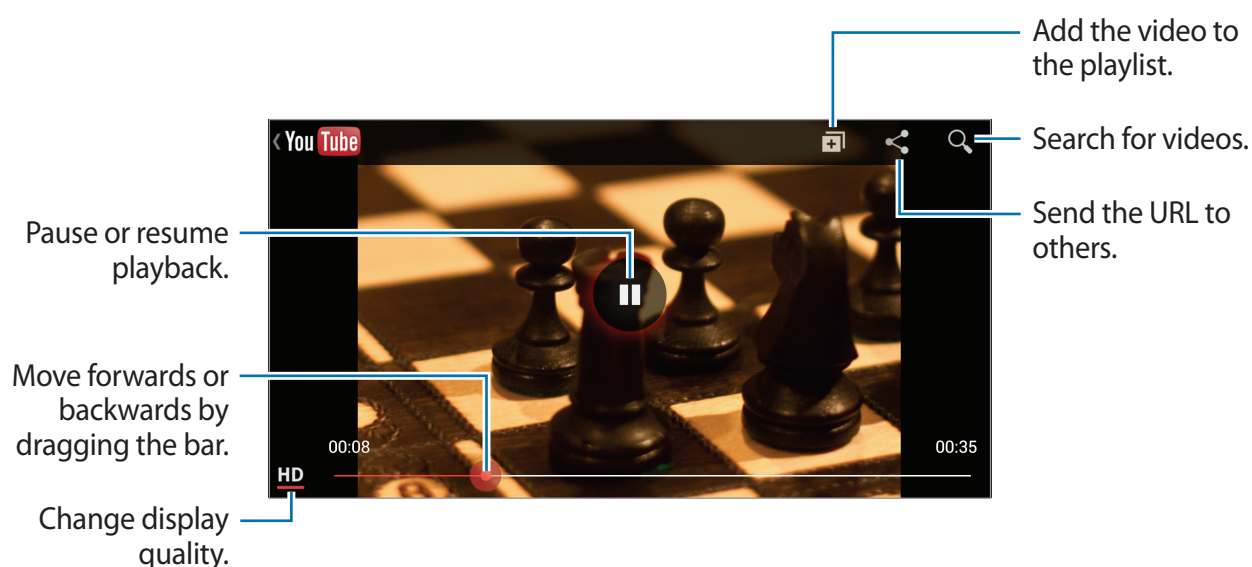 Add the video to
the playlist.
You Tube
Search for videos.
Send the URL to
others.
Pause or resume
playback.
Move forwards or
backwards by
dragging the bar.
00:08
00:35
HD
Change display
quality.